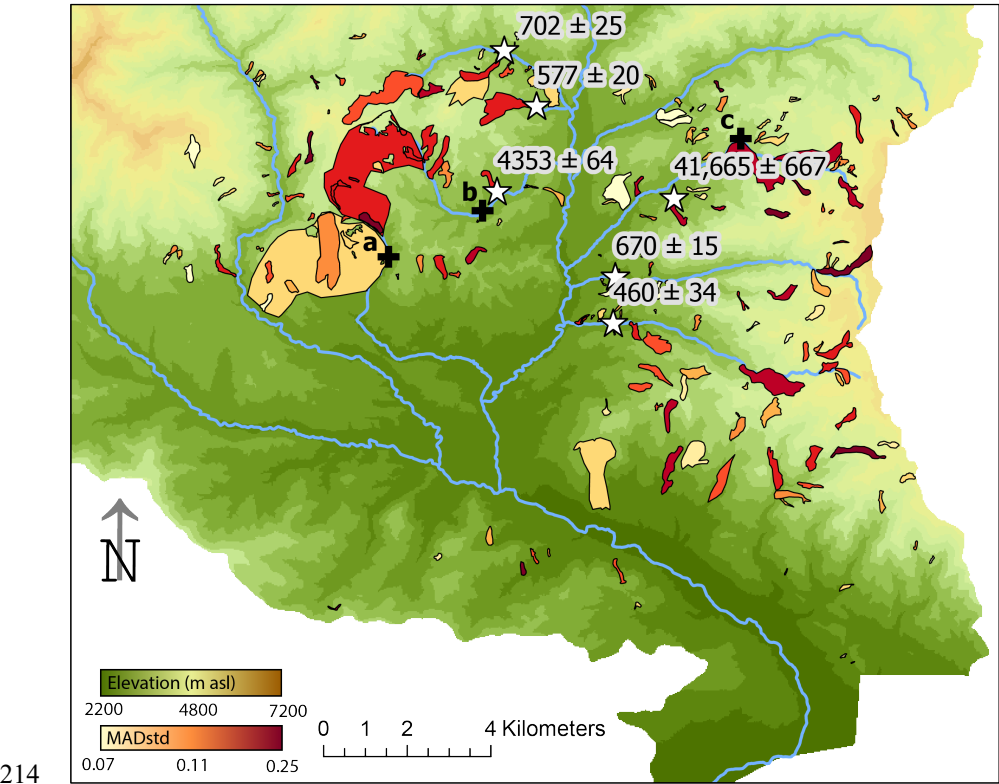 702 ± 25
577 ± 20
c
4353 ± 64
41,665 ± 667
b
a
670 ± 15
460 ± 34
N
Elevation (m asl)
2200 4800 7200
MADstd
0.07 0.11 0.25
0 1 2 4 Kilometers
214